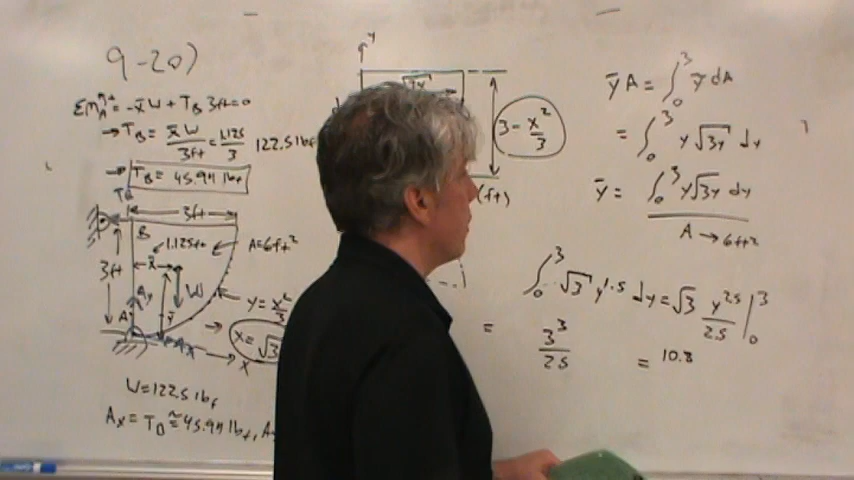 9-20)
ΣM_A = -x̄W + T_B 3ft = 0
→ T_B = x̄W/3ft = 1.125/3 122.5 lbf
→ T_B = 45.94 lbf
T_B
3ft
B
1.125ft
A = 6ft²
3ft
x̄
W
A_y
ȳ
y = x²/3
A
A_x
→ x = √3
x
W = 122.5 lbf
A_x = T_B ≅ 45.94 lbf, A
y
√3y
3 - x²/3
(ft)
ȳA = ∫₀³ ỹ dA
= ∫₀³ y √3y dy
ȳ = ∫₀³ y √3y dy
A → 6ft²
∫₀³ √3 y^1.5 dy = √3 y^2.5/2.5 |₀³
= 3³/2.5 = 10.8